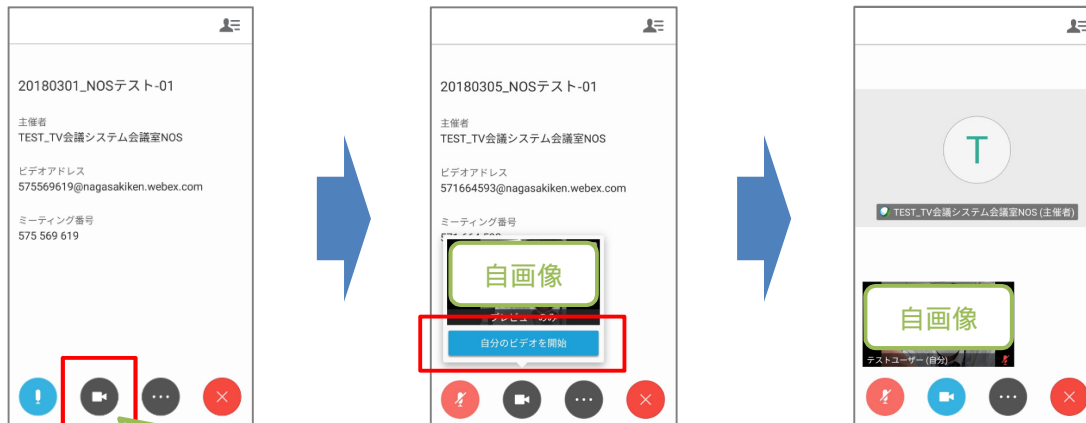 20180301_NOSテスト-01
主催者
TEST_TV会議システム会議室NOS
ビデオアドレス
575569619@nagasakiken.webex.com
ミーティング番号
575 569 619
20180305_NOSテスト-01
主催者
TEST_TV会議システム会議室NOS
ビデオアドレス
571664593@nagasakiken.webex.com
ミーティング番号
自画像
プレビューのみ
自分のビデオを開始
T
TEST_TV会議システム会議室NOS (主催者)
自画像
テストユーザー (自分)